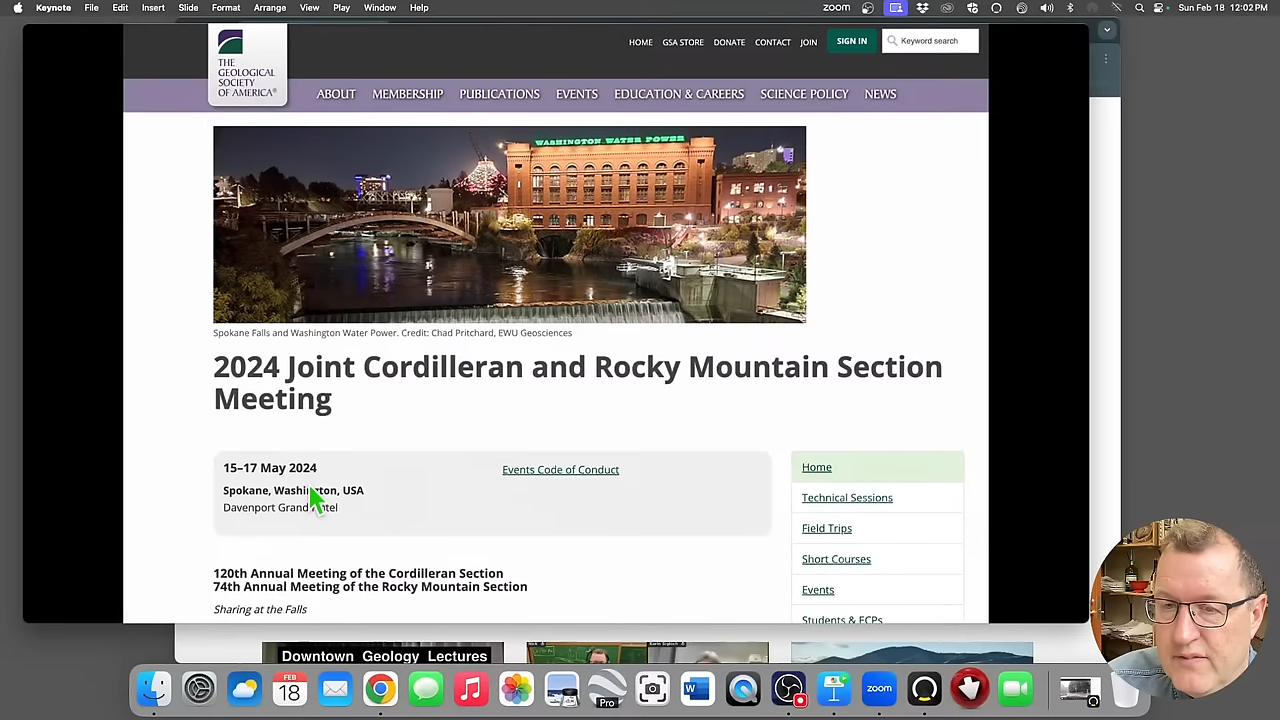 Keynote File Edit Insert Slide Format Arrange View Play Window Help zoom Sun Feb 18 12:02 PM
THE
GEOLOGICAL
SOCIETY
OF AMERICA®
HOME GSA STORE DONATE CONTACT JOIN SIGN IN Keyword search
ABOUT MEMBERSHIP PUBLICATIONS EVENTS EDUCATION & CAREERS SCIENCE POLICY NEWS
WASHINGTON WATER POWER
Spokane Falls and Washington Water Power. Credit: Chad Pritchard, EWU Geosciences
2024 Joint Cordilleran and Rocky Mountain Section
Meeting
15–17 May 2024
Spokane, Washington, USA
Davenport Grand
Events Code of Conduct
120th Annual Meeting of the Cordilleran Section
74th Annual Meeting of the Rocky Mountain Section
Sharing at the Falls
Home
Technical Sessions
Field Trips
Short Courses
Events
Students & ECPs
Downtown Geology Lectures
FEB
18
Pro
W
zoom